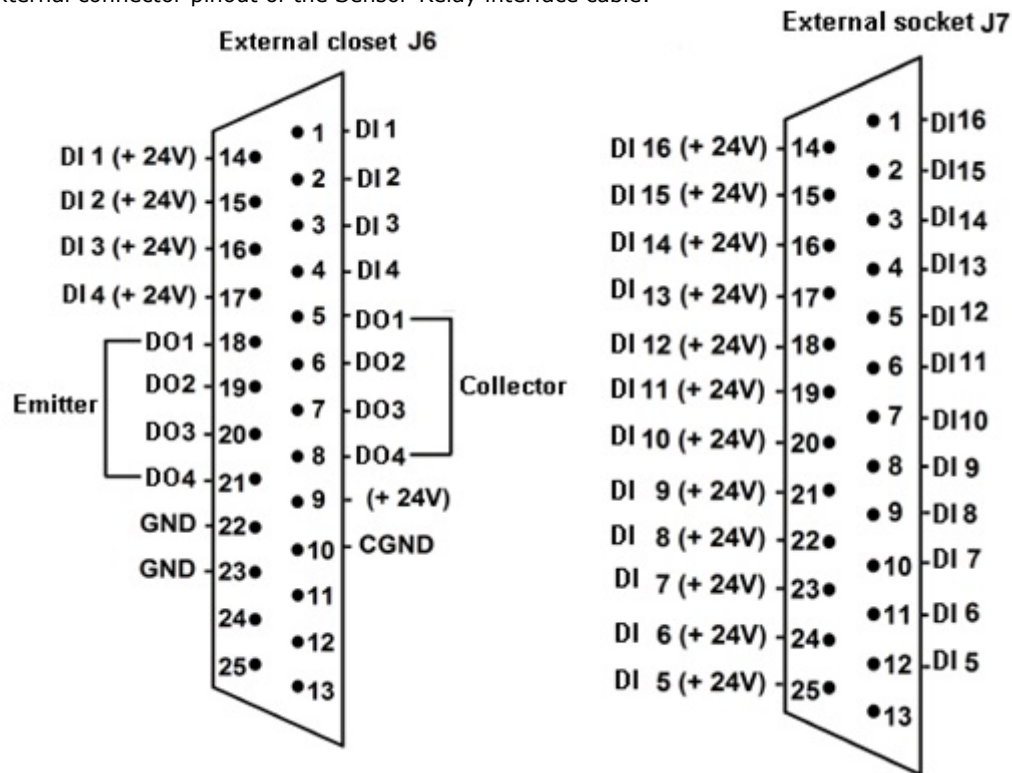 External connector pinout of the Sensor-Relay interface cable:
External closet J6
1 DI 1
DI 1 (+ 24V) 14
2 DI 2
DI 2 (+ 24V) 15
3 DI 3
DI 3 (+ 24V) 16
4 DI 4
DI 4 (+ 24V) 17
5 DO1
DO1 18
6 DO2
DO2 19
Emitter
Collector
7 DO3
DO3 20
8 DO4
DO4 21
9 (+ 24V)
GND 22
10 CGND
GND 23
11
24
12
25
13
External socket J7
1 DI16
DI 16 (+ 24V) 14
2 DI15
DI 15 (+ 24V) 15
3 DI14
DI 14 (+ 24V) 16
4 DI13
DI 13 (+ 24V) 17
5 DI12
DI 12 (+ 24V) 18
6 DI11
DI 11 (+ 24V) 19
7 DI10
DI 10 (+ 24V) 20
8 DI 9
DI 9 (+ 24V) 21
9 DI 8
DI 8 (+ 24V) 22
10 DI 7
DI 7 (+ 24V) 23
11 DI 6
DI 6 (+ 24V) 24
12 DI 5
DI 5 (+ 24V) 25
13